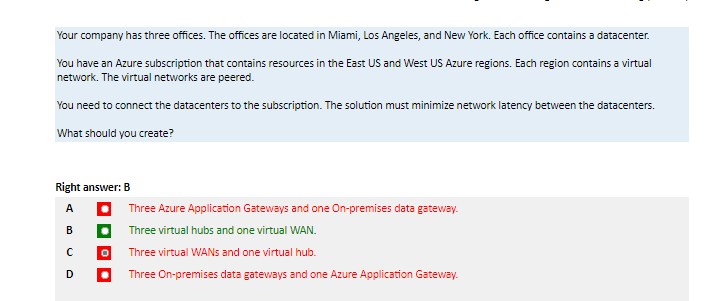 Your company has three offices. The offices are located in Miami, Los Angeles, and New York. Each office contains a datacenter.
You have an Azure subscription that contains resources in the East US and West US Azure regions. Each region contains a virtual
network. The virtual networks are peered.
You need to connect the datacenters to the subscription. The solution must minimize network latency between the datacenters.
What should you create?
Right answer: B
A Three Azure Application Gateways and one On-premises data gateway.
B Three virtual hubs and one virtual WAN.
C Three virtual WANs and one virtual hub.
D Three On-premises data gateways and one Azure Application Gateway.